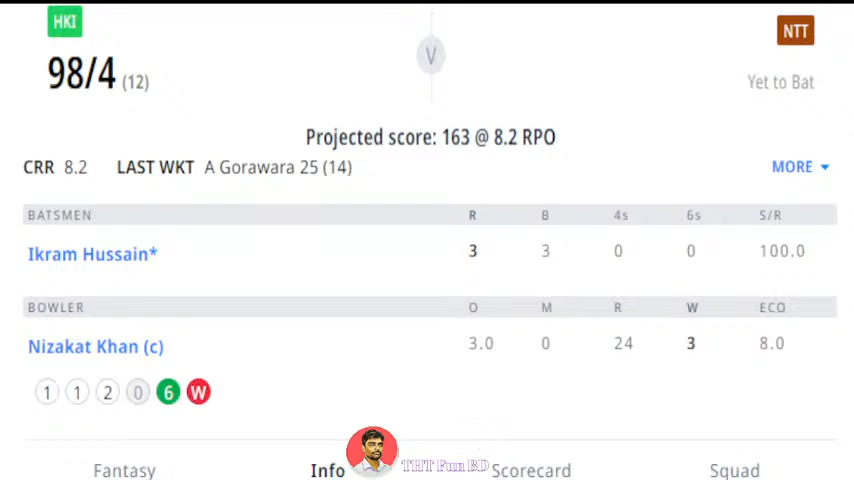 HKI
NTT
V
98/4 (12)
Yet to Bat
Projected score: 163 @ 8.2 RPO
CRR 8.2 LAST WKT A Gorawara 25 (14) MORE
BATSMEN R B 4s 6s S/R
Ikram Hussain* 3 3 0 0 100.0
BOWLER O M R W ECO
Nizakat Khan (c) 3.0 0 24 3 8.0
1 1 2 0 6 W
Fantasy Info THT Fun BD Scorecard Squad